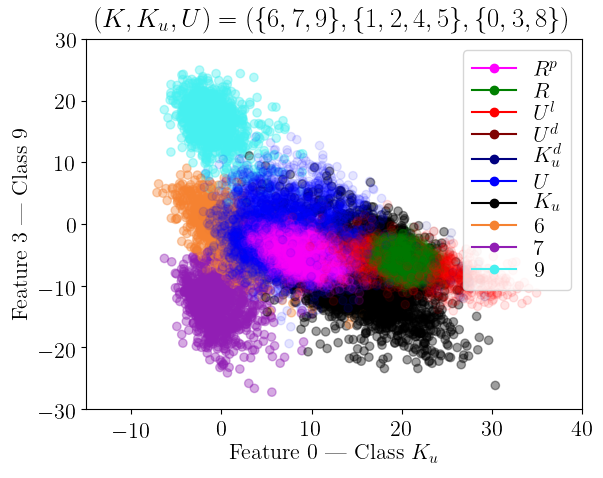 (K, K_u, U) = ({6, 7, 9}, {1, 2, 4, 5}, {0, 3, 8})
30
20
10
0
−10
−20
−30
Feature 3 — Class 9
R^p
R
U^l
U^d
K_u^d
U
K_u
6
7
9
−10
0
10
20
30
40
Feature 0 — Class K_u